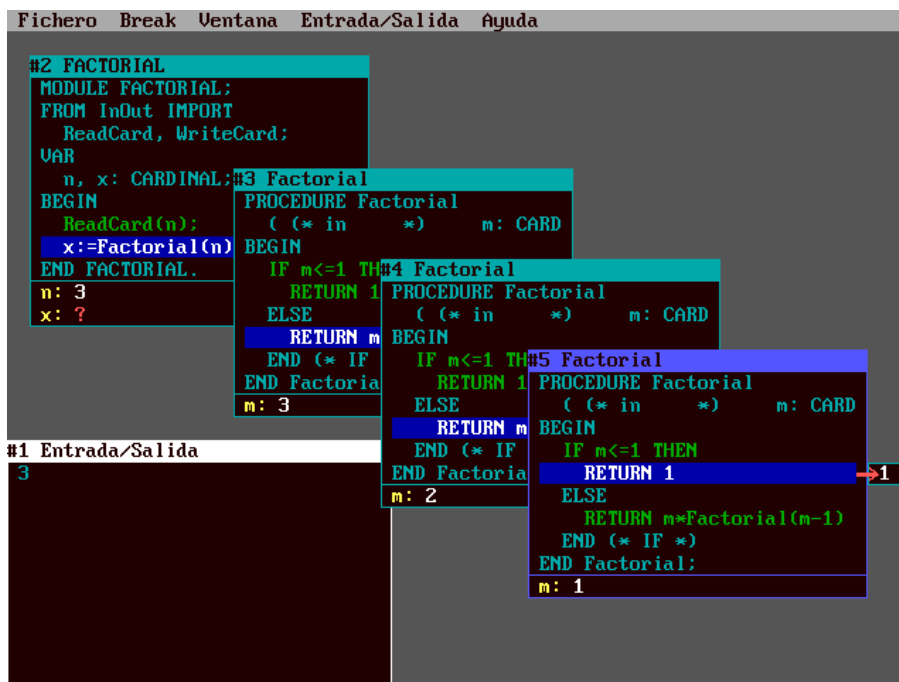 Fichero Break Ventana Entrada/Salida Ayuda
#2 FACTORIAL
MODULE FACTORIAL;
FROM InOut IMPORT
ReadCard, WriteCard;
VAR
n, x: CARDINAL;
BEGIN
ReadCard(n);
x:=Factorial(n)
END FACTORIAL.
n: 3
x: ?
#3 Factorial
PROCEDURE Factorial
( (* in *) m: CARD
BEGIN
IF m<=1 TH
RETURN 1
ELSE
RETURN m
END (* IF
END Factoria
m: 3
#4 Factorial
PROCEDURE Factorial
( (* in *) m: CARD
BEGIN
IF m<=1 TH
RETURN 1
ELSE
RETURN m
END (* IF
END Factoria
m: 2
#5 Factorial
PROCEDURE Factorial
( (* in *) m: CARD
BEGIN
IF m<=1 THEN
RETURN 1
ELSE
RETURN m*Factorial(m-1)
END (* IF *)
END Factorial;
m: 1
1
#1 Entrada/Salida
3